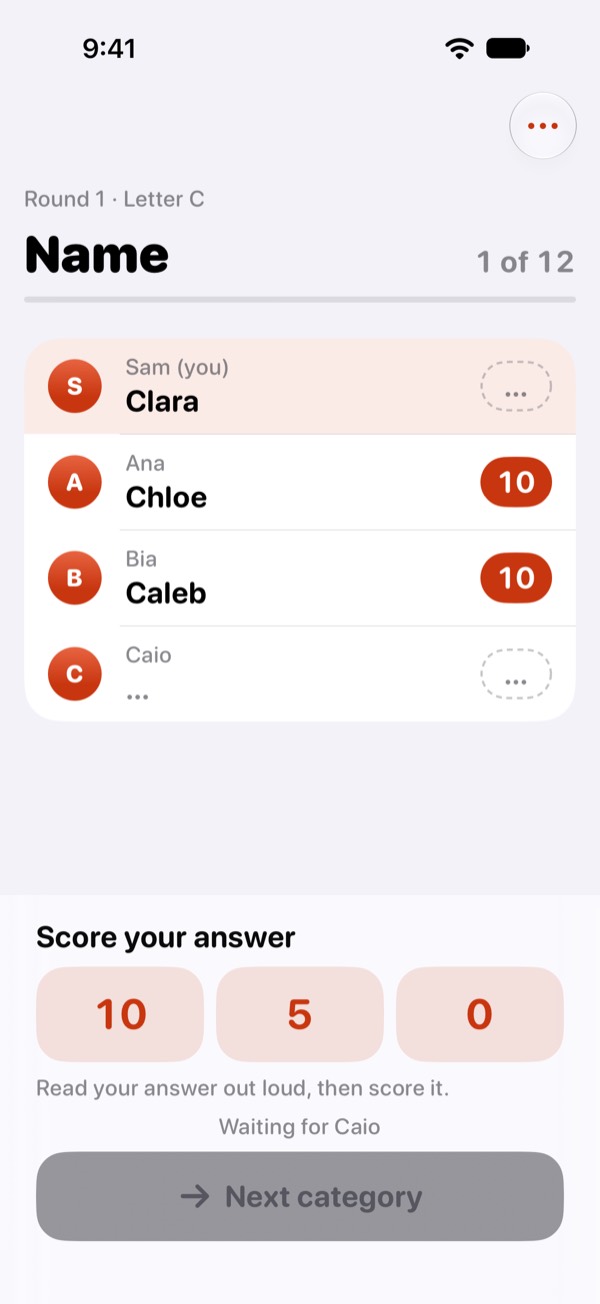 9:41
Round 1 · Letter C
Name
1 of 12
S
Sam (you)
Clara
...
A
Ana
Chloe
10
B
Bia
Caleb
10
C
Caio
...
...
Score your answer
10
5
0
Read your answer out loud, then score it.
Waiting for Caio
→ Next category